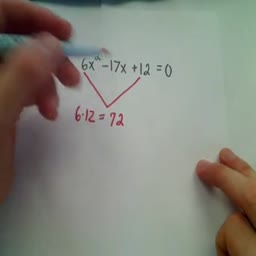 6x² -17x +12 = 0
6·12 = 72